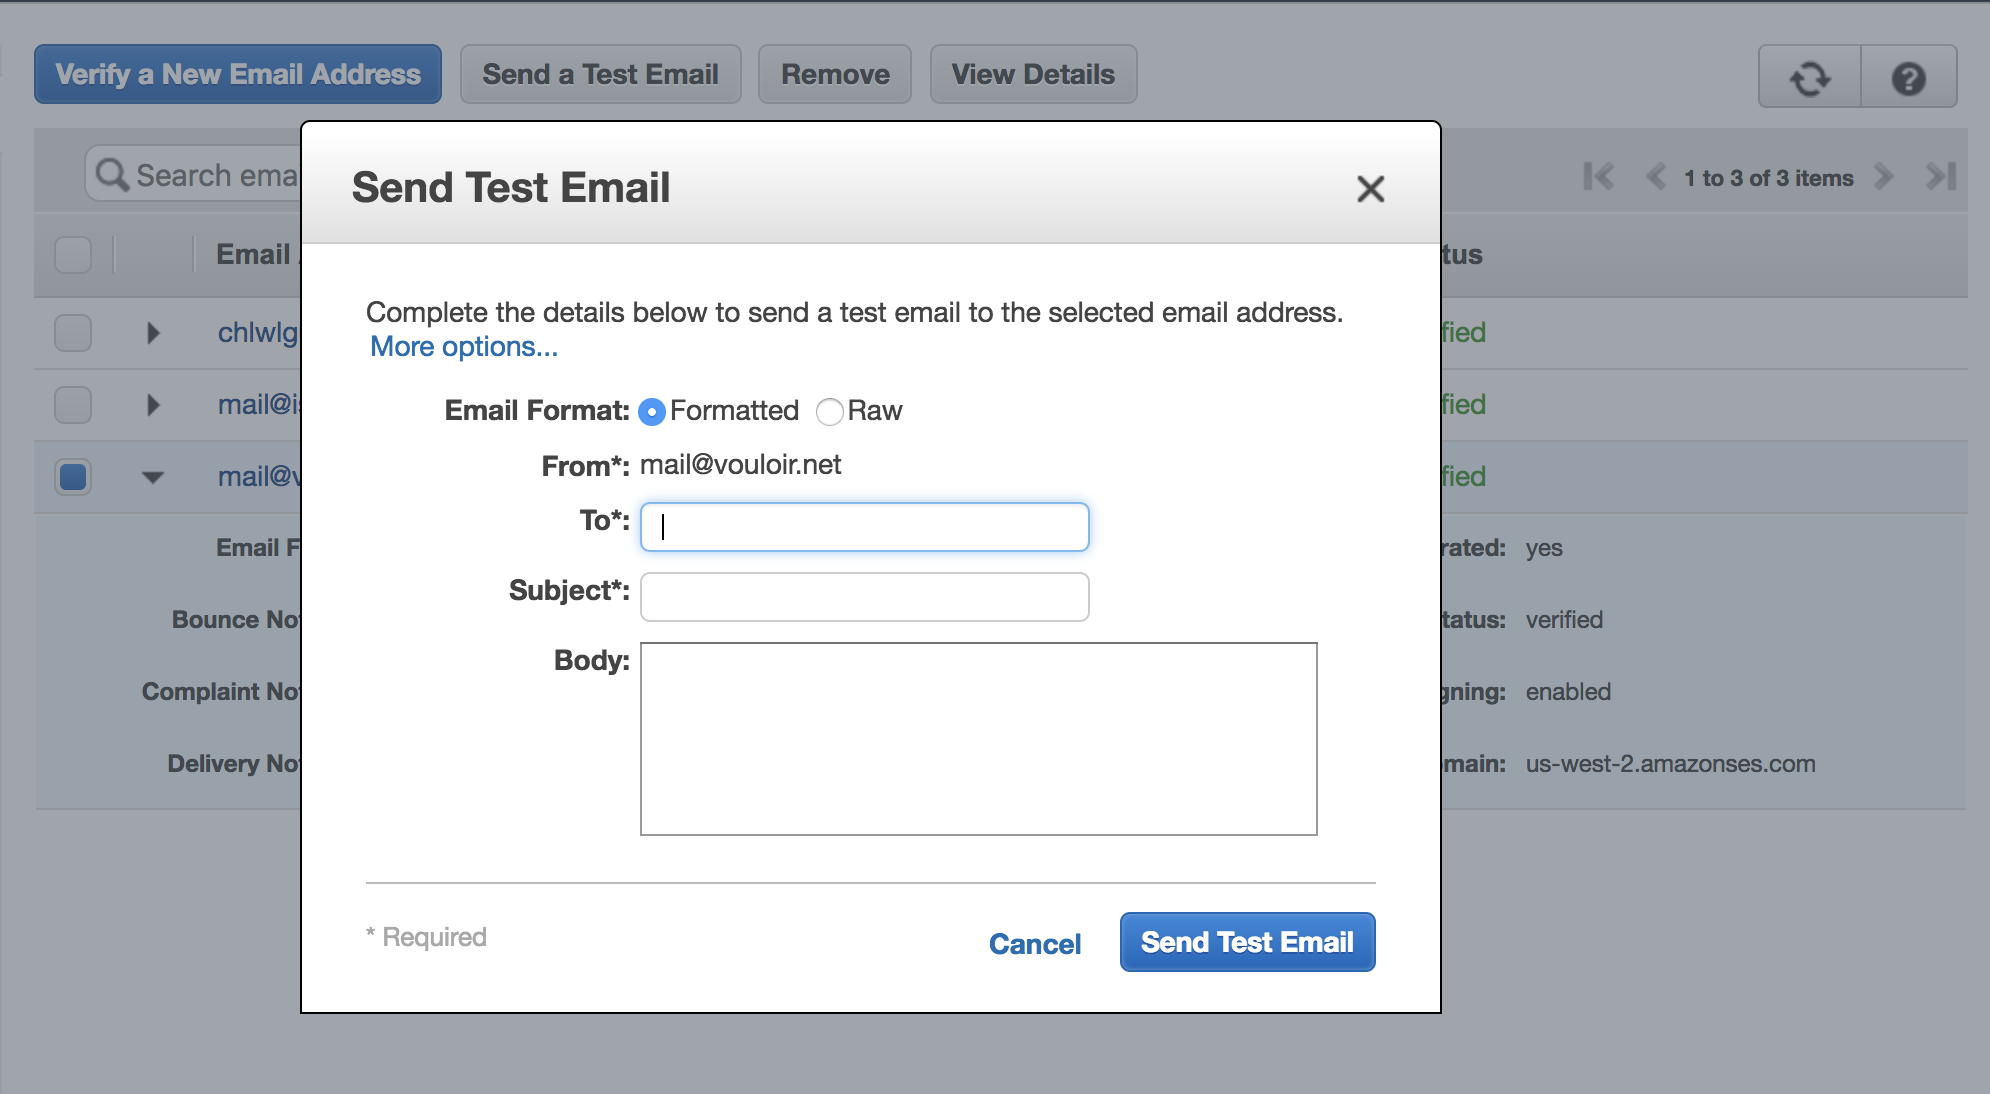 Verify a New Email Address Send a Test Email Remove View Details
Search ema
1 to 3 of 3 items
Email
tus
chlwlg
fied
mail@
fied
mail@v
fied
Email F
rated: yes
Bounce Not
tatus: verified
Complaint Not
gning: enabled
Delivery Not
main: us-west-2.amazonses.com
Send Test Email
Complete the details below to send a test email to the selected email address.
More options...
Email Format: Formatted Raw
From*: mail@vouloir.net
To*:
Subject*:
Body:
* Required
Cancel Send Test Email